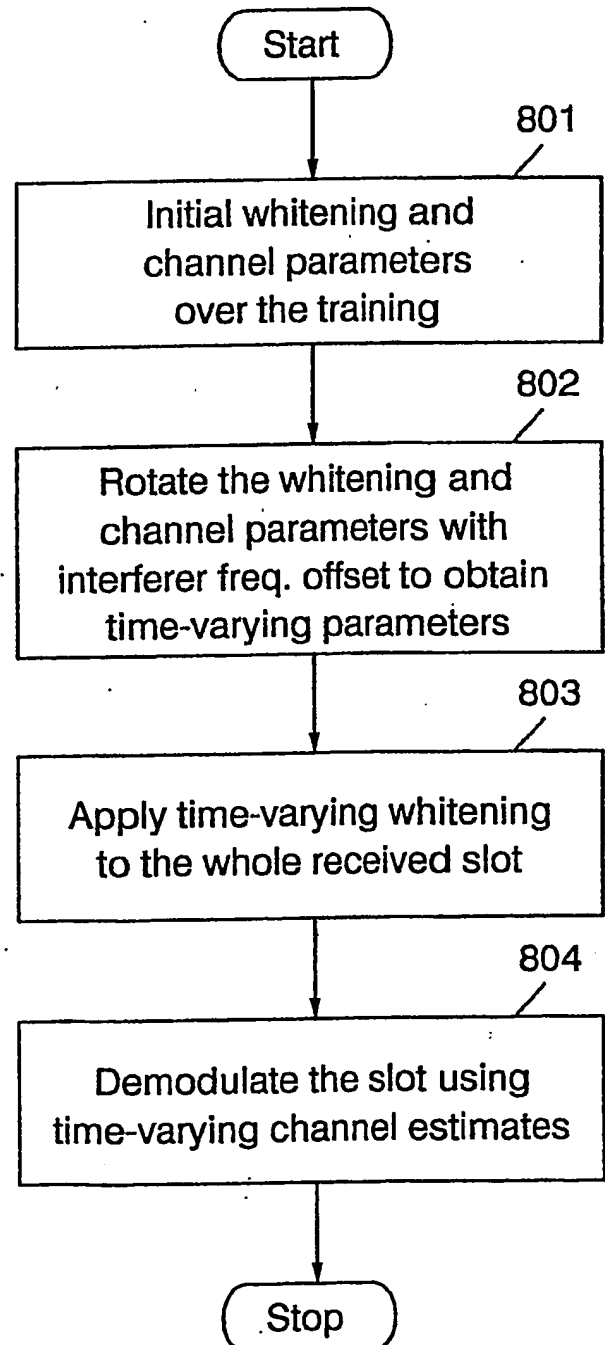 Start
801
Initial whitening and
channel parameters
over the training
802
Rotate the whitening and
channel parameters with
interferer freq. offset to obtain
time-varying parameters
803
Apply time-varying whitening
to the whole received slot
804
Demodulate the slot using
time-varying channel estimates
Stop